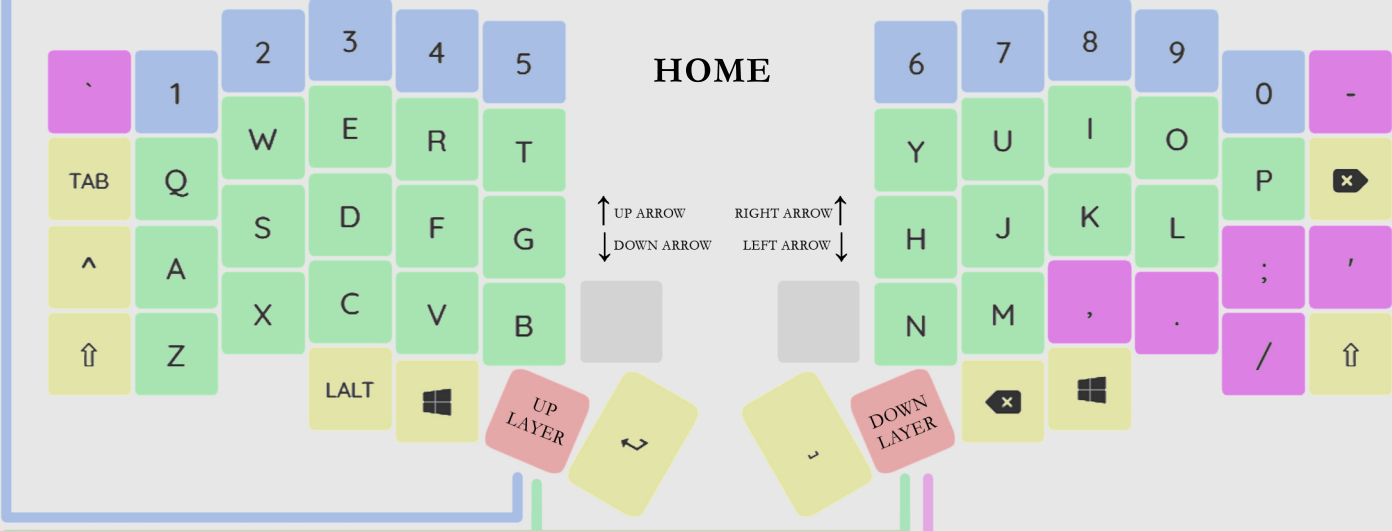 HOME
` 1 2 3 4 5
6 7 8 9 0 -
TAB Q W E R T
Y U I O P
^ A S D F G
H J K L ; '
⇧ Z X C V B
N M , . / ⇧
↑ UP ARROW
↓ DOWN ARROW
RIGHT ARROW ↑
LEFT ARROW ↓
LALT
UP
LAYER
DOWN
LAYER